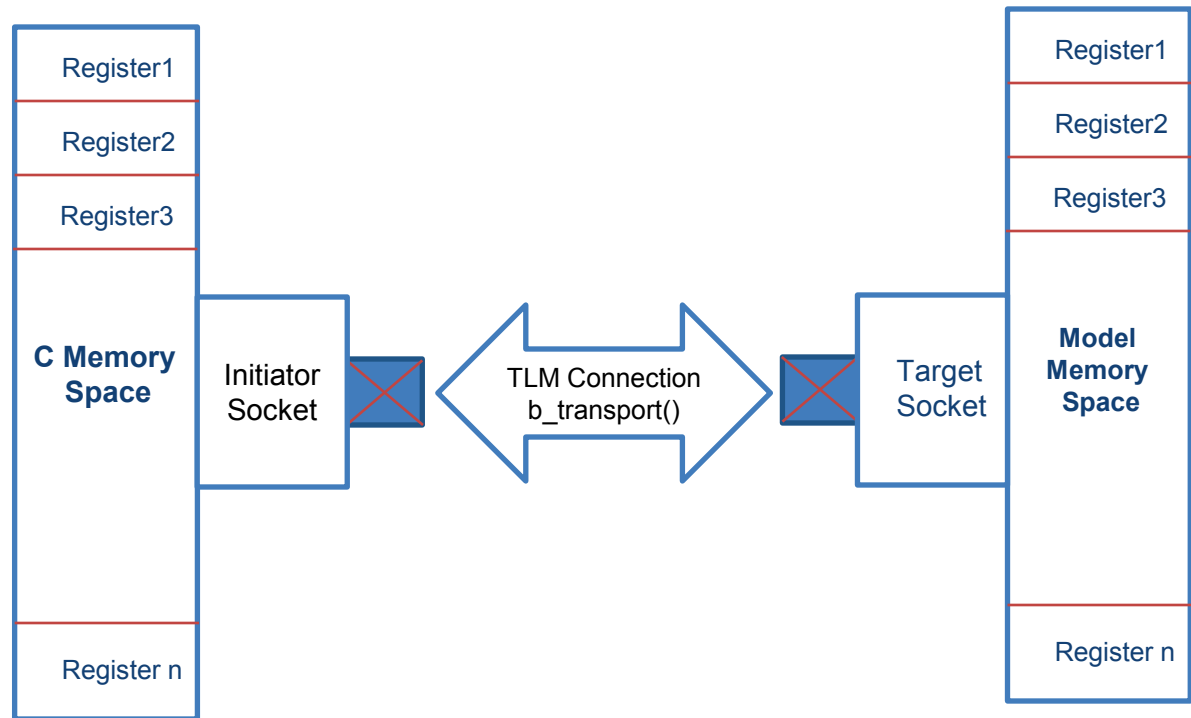 Register1
Register2
Register3
C Memory
Space
Register n
Initiator
Socket
TLM Connection
b_transport()
Target
Socket
Register1
Register2
Register3
Model
Memory
Space
Register n